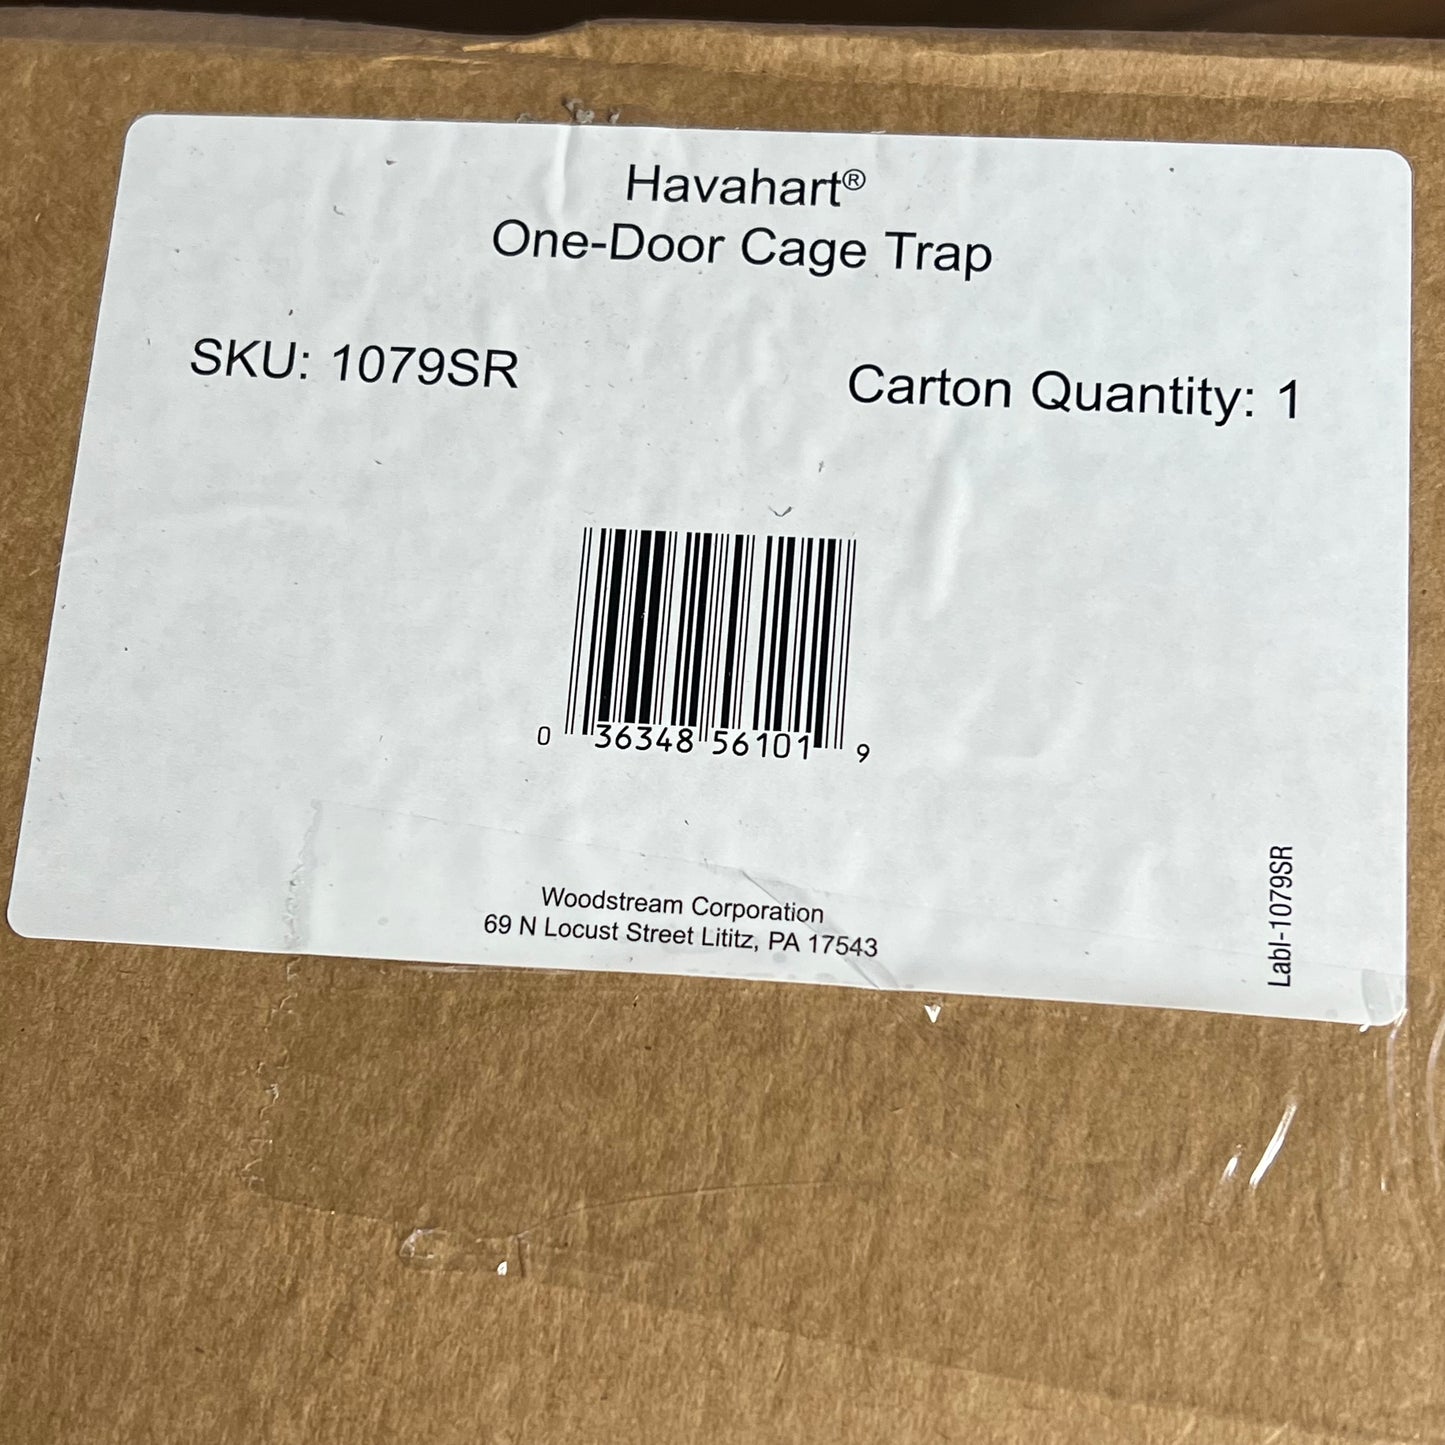 Havahart®
One-Door Cage Trap
SKU: 1079SR
Carton Quantity: 1
0 36348 56101 9
Woodstream Corporation
69 N Locust Street Lititz, PA 17543
Labl-1079SR